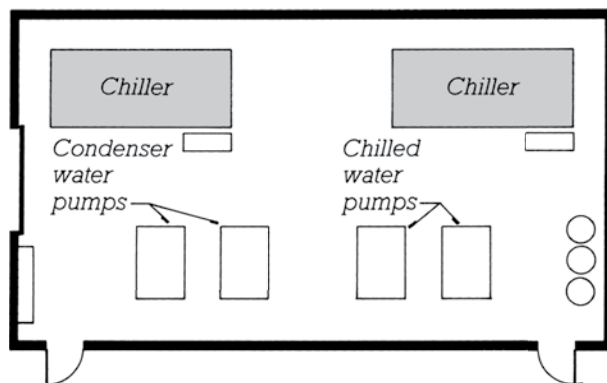 Chiller
Chiller
Condenser
water
pumps
Chilled
water
pumps